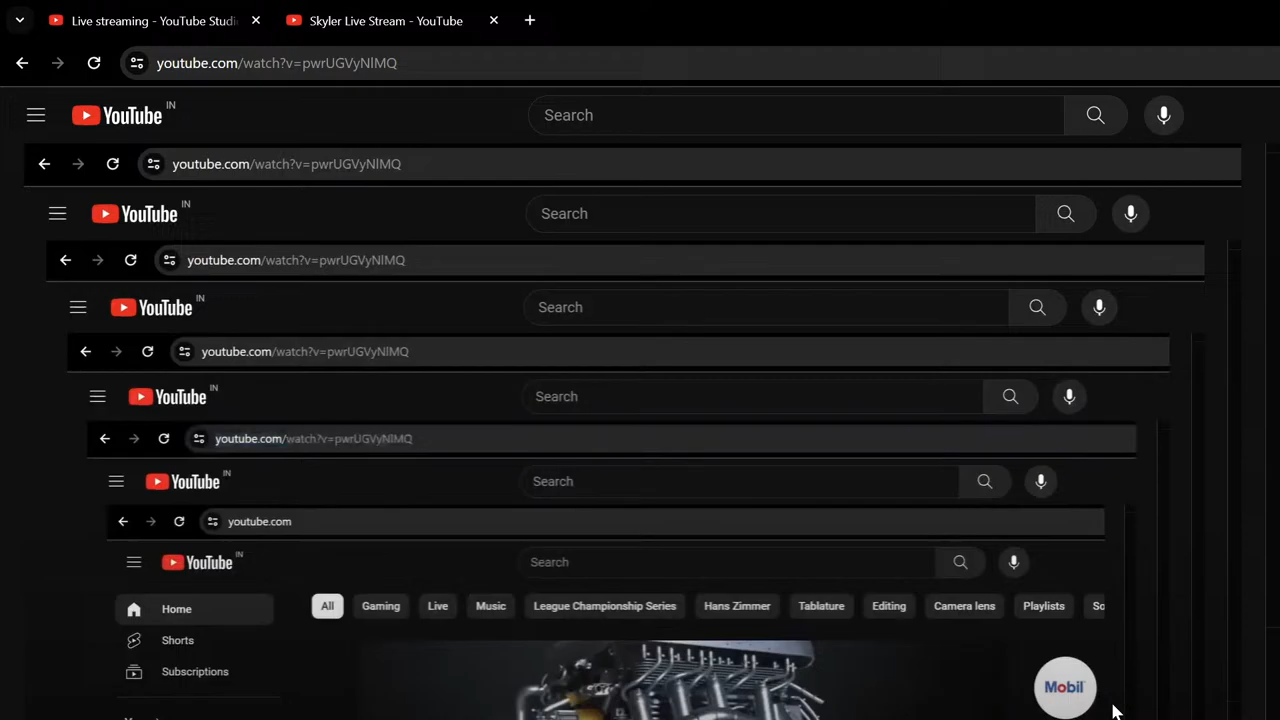 Live streaming - YouTube Studi
Skyler Live Stream - YouTube
youtube.com/watch?v=pwrUGVyNlMQ
YouTube IN
Search
youtube.com/watch?v=pwrUGVyNlMQ
YouTube IN
Search
youtube.com/watch?v=pwrUGVyNlMQ
YouTube IN
Search
youtube.com/watch?v=pwrUGVyNlMQ
YouTube IN
Search
youtube.com/watch?v=pwrUGVyNlMQ
YouTube IN
Search
youtube.com
YouTube IN
Search
Home
All Gaming Live Music League Championship Series Hans Zimmer Tablature Editing Camera lens Playlists So
Shorts
Subscriptions
Mobil